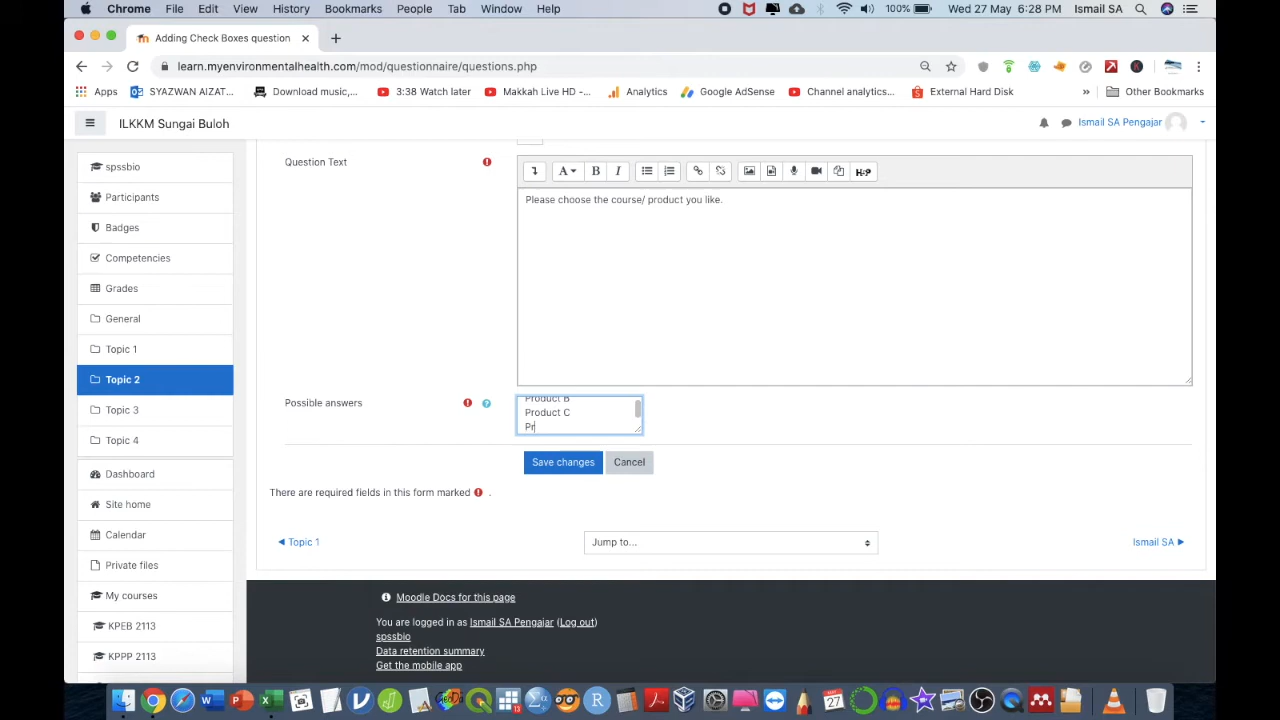 Chrome File Edit View History Bookmarks People Tab Window Help 100% Wed 27 May 6:28 PM Ismail SA
Adding Check Boxes question
learn.myenvironmentalhealth.com/mod/questionnaire/questions.php
Apps SYAZWAN AIZAT... Download music,... 3:38 Watch later Makkah Live HD -... Analytics Google AdSense Channel analytics... External Hard Disk » Other Bookmarks
ILKKM Sungai Buloh Ismail SA Pengajar
spssbio
Participants
Badges
Competencies
Grades
General
Topic 1
Topic 2
Topic 3
Topic 4
Dashboard
Site home
Calendar
Private files
My courses
KPEB 2113
KPPP 2113
Question Text
A B I H-P
Please choose the course/ product you like.
Possible answers
Product B
Product C
Pr
Save changes Cancel
There are required fields in this form marked .
Topic 1 Jump to... Ismail SA
Moodle Docs for this page
You are logged in as Ismail SA Pengajar (Log out)
spssbio
Data retention summary
Get the mobile app